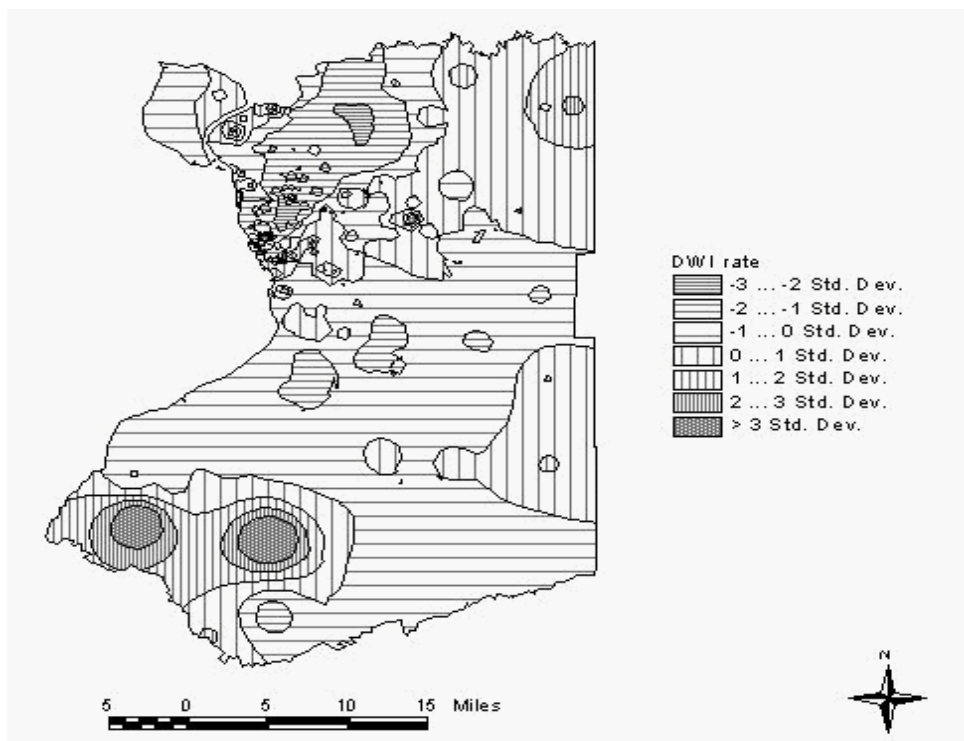 DWI rate
-3 ... -2 Std. Dev.
-2 ... -1 Std. Dev.
-1 ... 0 Std. Dev.
0 ... 1 Std. Dev.
1 ... 2 Std. Dev.
2 ... 3 Std. Dev.
> 3 Std. Dev.
N
5 0 5 10 15 Miles